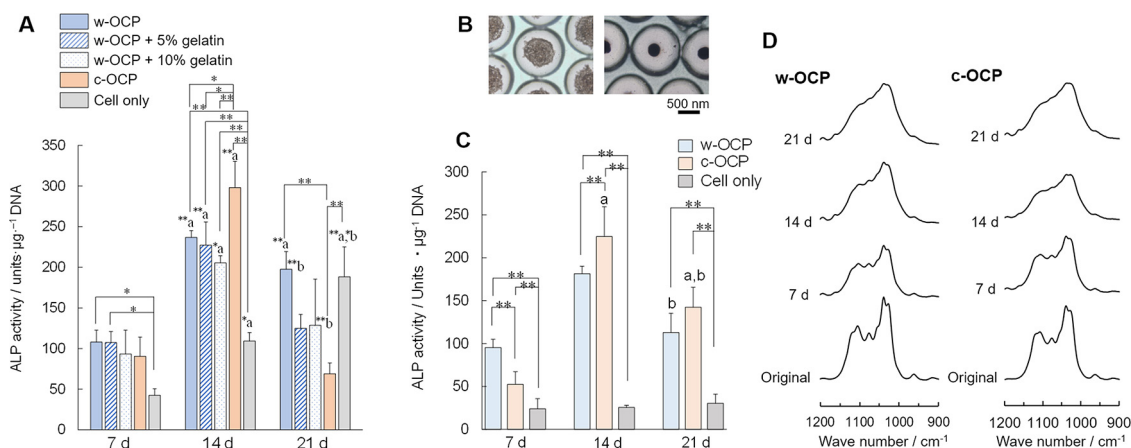 A
w-OCP
w-OCP + 5% gelatin
w-OCP + 10% gelatin
c-OCP
Cell only
ALP activity / units·μg⁻¹ DNA
350
300
250
200
150
100
50
0
*
*
*
*
**
**
**
**
**
**a
**a
*a
**a
*a
**
**
**a
**b
**b
**a,*b
7 d
14 d
21 d
B
500 nm
C
w-OCP
c-OCP
Cell only
ALP activity / Units ・ μg⁻¹ DNA
300
250
200
150
100
50
0
**
**
**
**
**
**
a
**
**
b
a,b
7 d
14 d
21 d
D
w-OCP
c-OCP
21 d
21 d
14 d
14 d
7 d
7 d
Original
Original
1200 1100 1000 900
1200 1100 1000 900
Wave number / cm⁻¹
Wave number / cm⁻¹